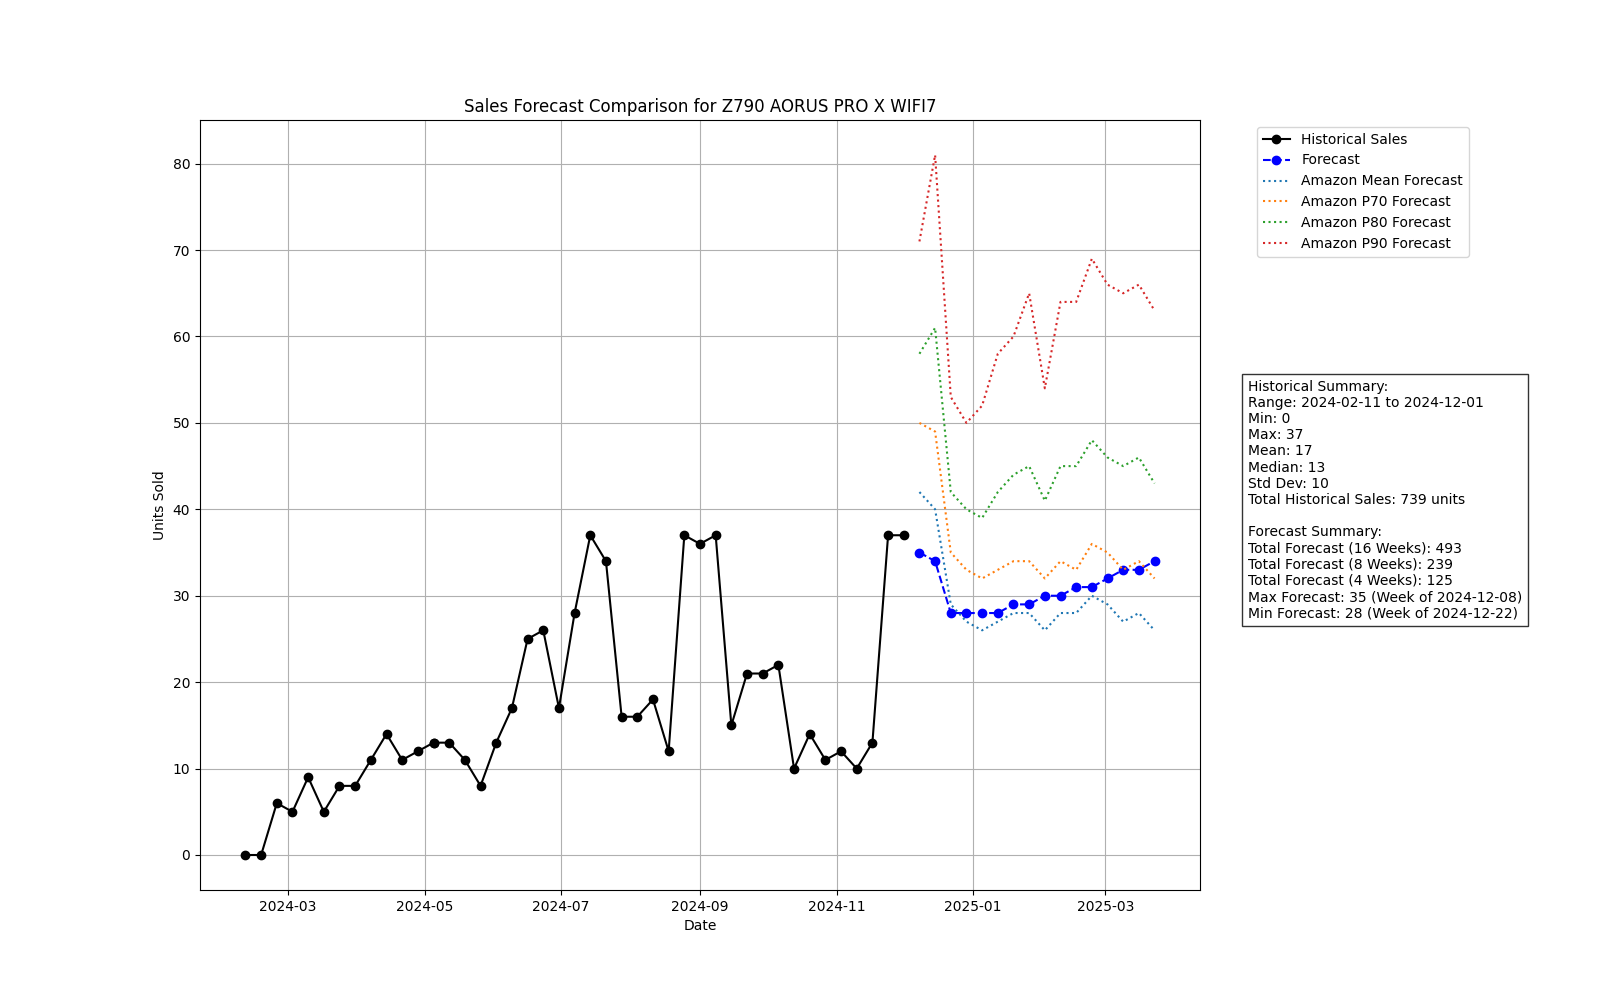 Sales Forecast Comparison for Z790 AORUS PRO X WIFI7
80
70
60
50
40
30
20
10
0
Units Sold
2024-03
2024-05
2024-07
2024-09
2024-11
2025-01
2025-03
Date
Historical Sales
Forecast
Amazon Mean Forecast
Amazon P70 Forecast
Amazon P80 Forecast
Amazon P90 Forecast
Historical Summary:
Range: 2024-02-11 to 2024-12-01
Min: 0
Max: 37
Mean: 17
Median: 13
Std Dev: 10
Total Historical Sales: 739 units
Forecast Summary:
Total Forecast (16 Weeks): 493
Total Forecast (8 Weeks): 239
Total Forecast (4 Weeks): 125
Max Forecast: 35 (Week of 2024-12-08)
Min Forecast: 28 (Week of 2024-12-22)